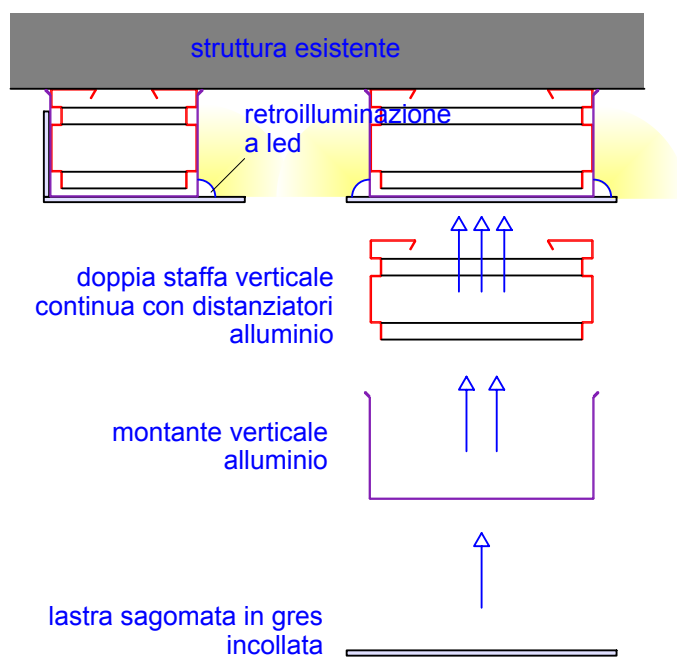 struttura esistente
retroilluminazione
a led
doppia staffa verticale
continua con distanziatori
alluminio
montante verticale
alluminio
lastra sagomata in gres
incollata